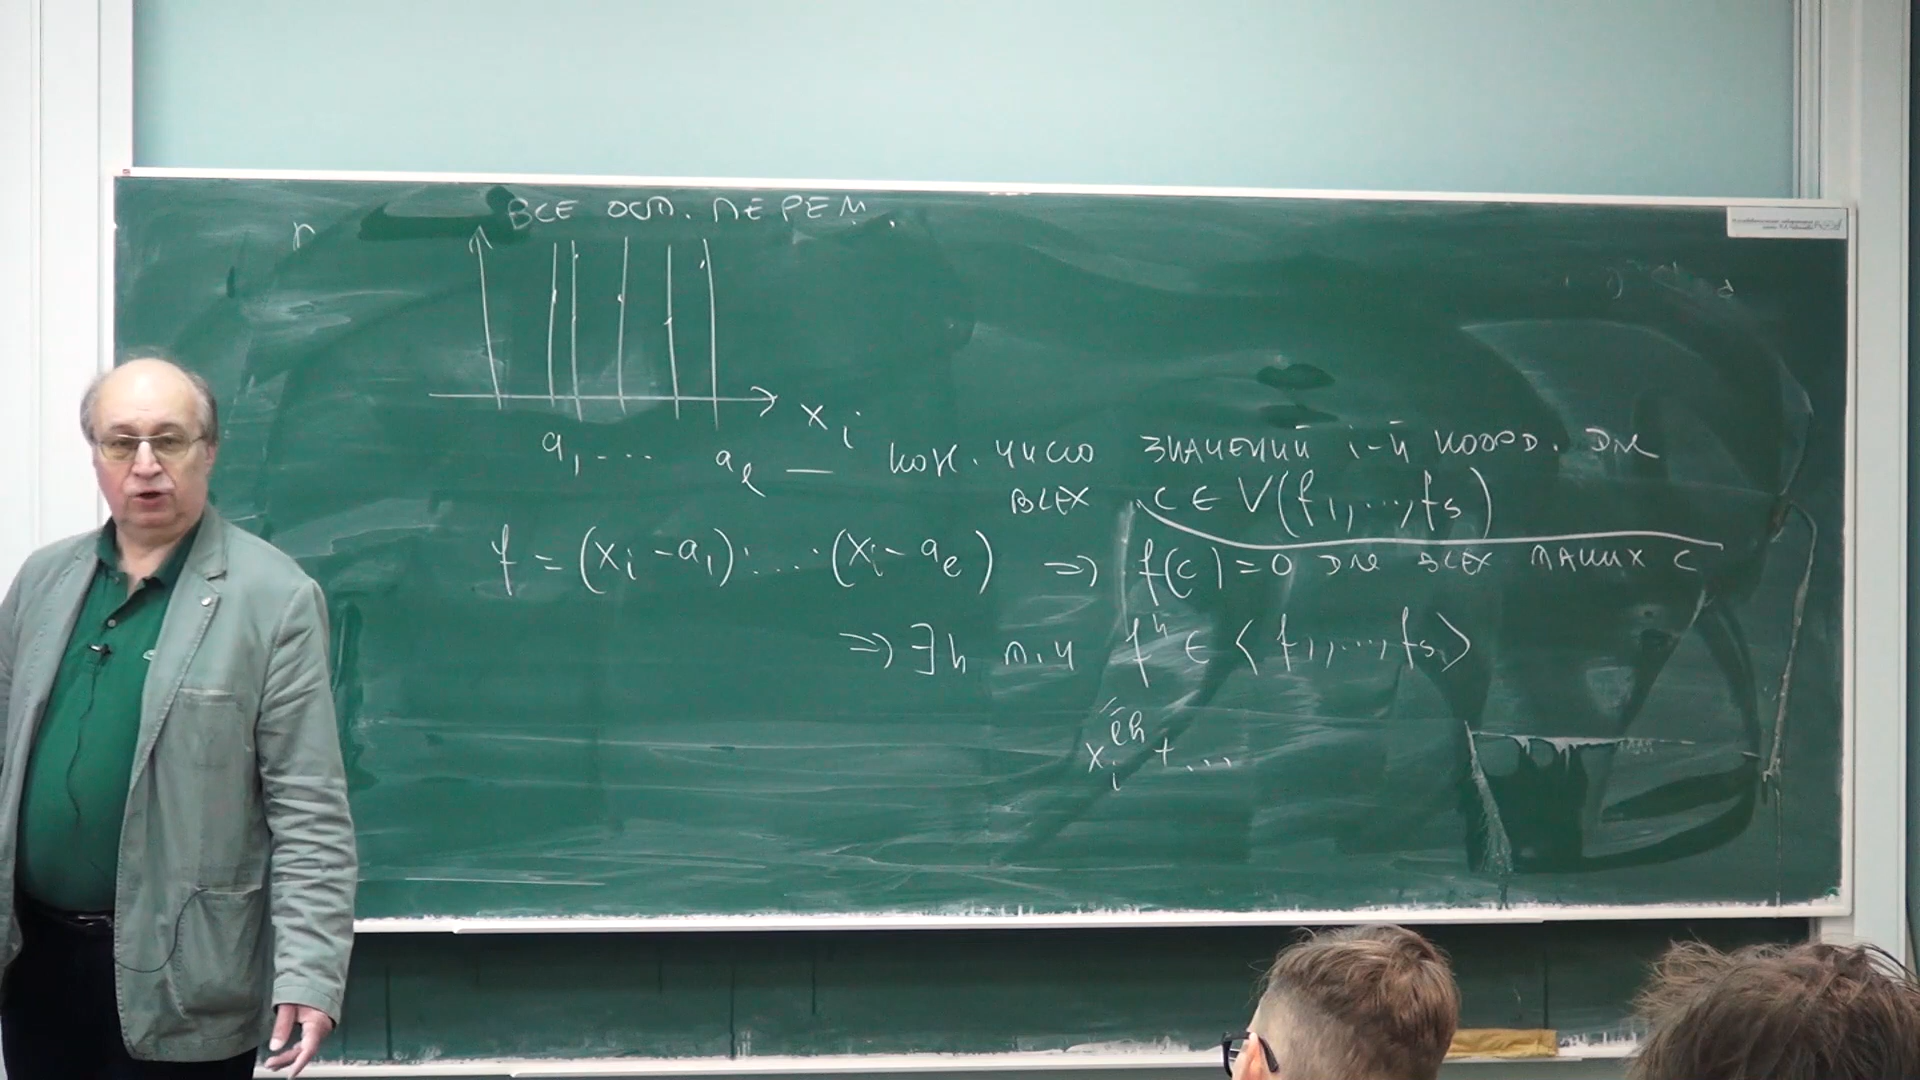 ВСЕ ОСТ. ПЕРЕМ.
x_i
a_1 ... a_ℓ — КОН. ЧИСЛО ЗНАЧЕНИЙ i-Й КООРД. ДЛЯ
ВСЕХ c ∈ V(f_1, ..., f_s)
f = (x_i - a_1) · ... · (x_i - a_ℓ) ⇒ f(c) = 0 ДЛЯ ВСЕХ ТАКИХ c
⇒ ∃ h т.ч f^h ∈ ⟨f_1, ..., f_s⟩
x_i^{ℓh} + ...